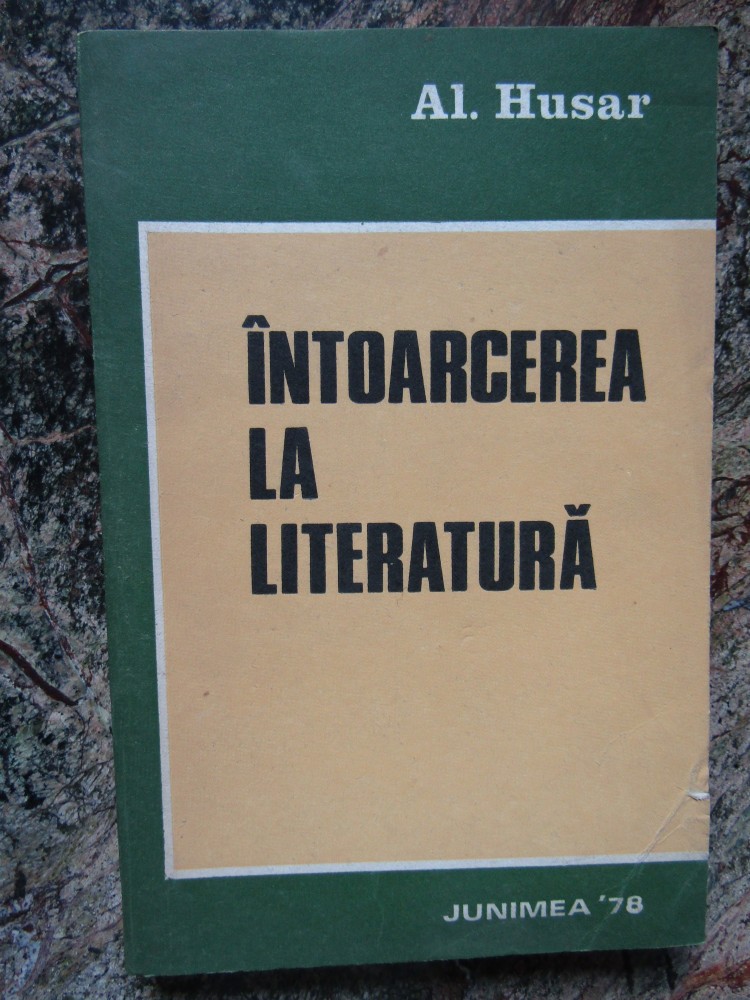 Al. Husar
ÎNTOARCEREA
LA
LITERATURĂ
JUNIMEA '78